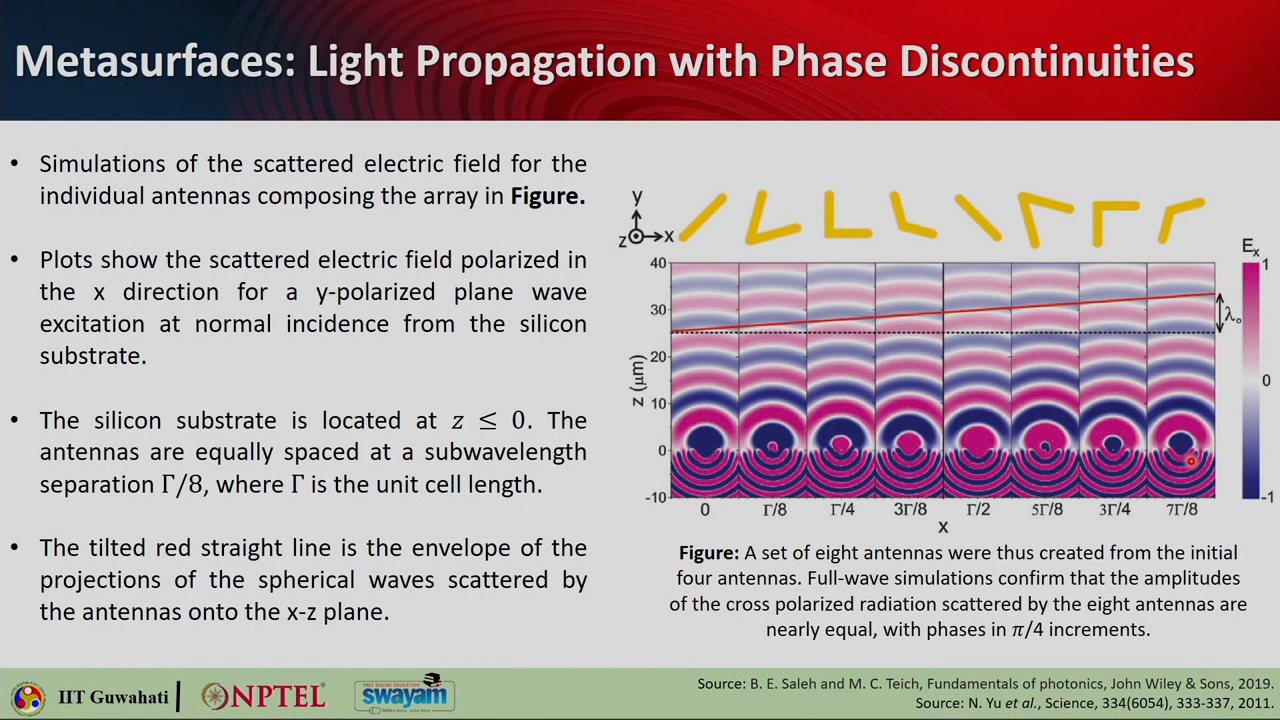 Metasurfaces: Light Propagation with Phase Discontinuities
• Simulations of the scattered electric field for the
individual antennas composing the array in Figure.
• Plots show the scattered electric field polarized in
the x direction for a y-polarized plane wave
excitation at normal incidence from the silicon
substrate.
• The silicon substrate is located at z ≤ 0. The
antennas are equally spaced at a subwavelength
separation Γ/8, where Γ is the unit cell length.
• The tilted red straight line is the envelope of the
projections of the spherical waves scattered by
the antennas onto the x-z plane.
y
z x
Ex
40
30
20
10
0
-10
z (μm)
1
0
-1
λo
0 Γ/8 Γ/4 3Γ/8 Γ/2 5Γ/8 3Γ/4 7Γ/8
x
Figure: A set of eight antennas were thus created from the initial
four antennas. Full-wave simulations confirm that the amplitudes
of the cross polarized radiation scattered by the eight antennas are
nearly equal, with phases in π/4 increments.
IIT Guwahati
NPTEL
FREE ONLINE EDUCATION
swayam
Source: B. E. Saleh and M. C. Teich, Fundamentals of photonics, John Wiley & Sons, 2019.
Source: N. Yu et al., Science, 334(6054), 333-337, 2011.